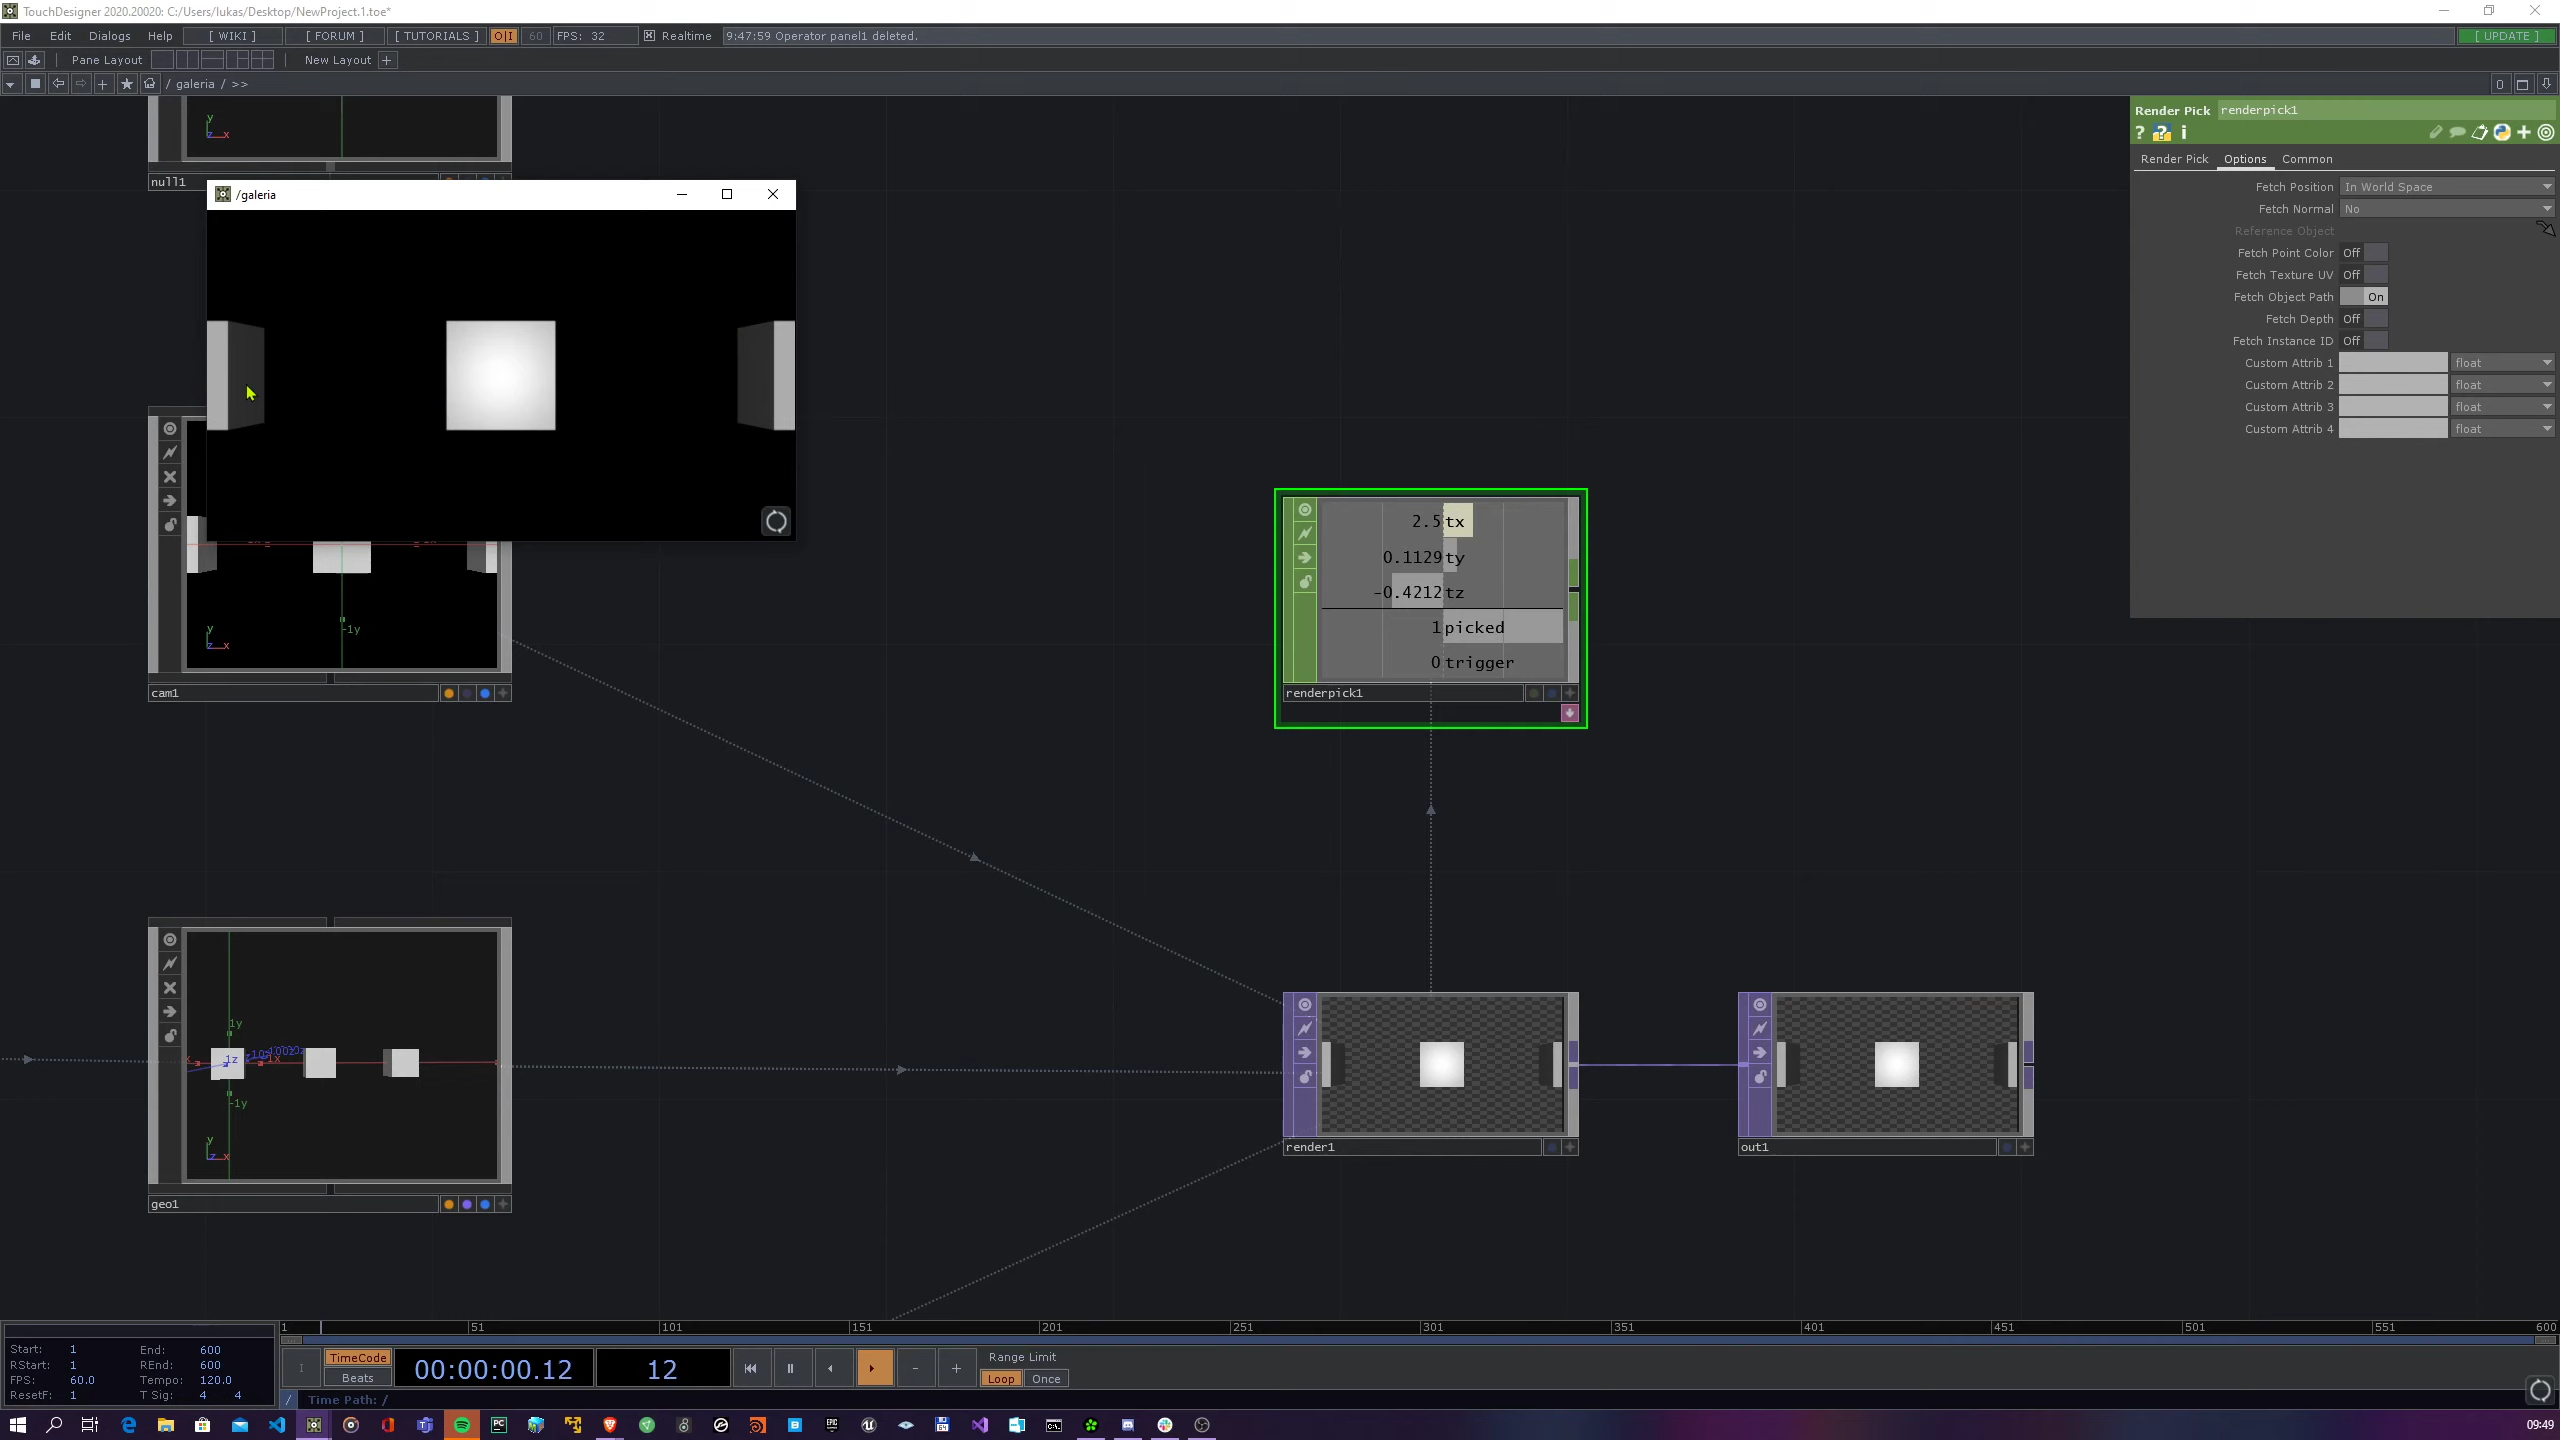 TouchDesigner 2020.20020: C:/Users/lukas/Desktop/NewProject.1.toe*
File Edit Dialogs Help [ WIKI ] [ FORUM ] [ TUTORIALS ] O|I 60 FPS: 32 Realtime 9:47:59 Operator panel1 deleted. [ UPDATE ]
Pane Layout New Layout +
/ galeria / >> 0
Render Pick renderpick1
? ? i
Render Pick Options Common
Fetch Position In World Space
Fetch Normal No
Reference Object
Fetch Point Color Off
Fetch Texture UV Off
Fetch Object Path On
Fetch Depth Off
Fetch Instance ID Off
Custom Attrib 1 float
Custom Attrib 2 float
Custom Attrib 3 float
Custom Attrib 4 float
y
z x
null1
/galeria
-1y
y
z x
cam1
2.5 tx
0.1129 ty
-0.4212 tz
1 picked
0 trigger
renderpick1
1y
x 1z 1x
-1y
y
z x
geo1
render1
out1
1 51 101 151 201 251 301 351 401 451 501 551 600
Start: 1 End: 600
RStart: 1 REnd: 600
FPS: 60.0 Tempo: 120.0
ResetF: 1 T Sig: 4 4
TimeCode
Beats
00:00:00.12
12
Range Limit
Loop Once
/ Time Path: /
09:49